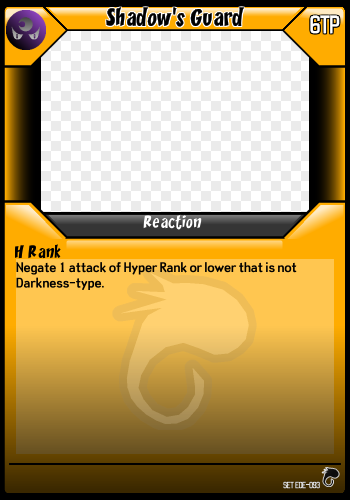 Shadow's Guard
6TP
Reaction
H Rank
Negate 1 attack of Hyper Rank or lower that is not
Darkness-type.
SET EDE-093